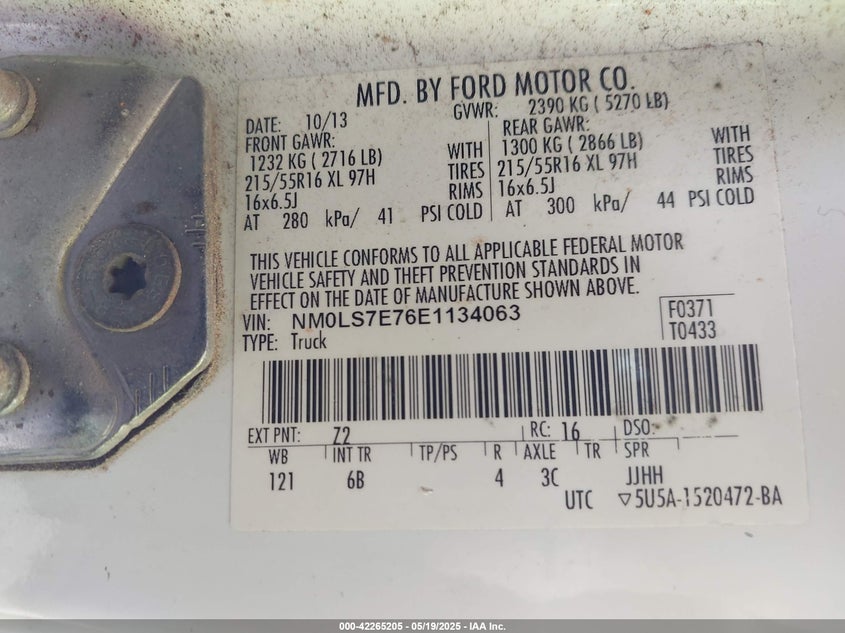 MFD. BY FORD MOTOR CO.
DATE: 10/13 GVWR: 2390 KG ( 5270 LB)
FRONT GAWR: REAR GAWR:
1232 KG ( 2716 LB) WITH 1300 KG ( 2866 LB) WITH
215/55R16 XL 97H TIRES 215/55R16 XL 97H TIRES
16x6.5J RIMS 16x6.5J RIMS
AT 280 kPa/ 41 PSI COLD AT 300 kPa/ 44 PSI COLD
THIS VEHICLE CONFORMS TO ALL APPLICABLE FEDERAL MOTOR
VEHICLE SAFETY AND THEFT PREVENTION STANDARDS IN
EFFECT ON THE DATE OF MANUFACTURE SHOWN ABOVE.
VIN: NM0LS7E76E1134063 F0371
TYPE: Truck T0433
EXT PNT: Z2 RC: 16 DSO:
WB INT TR TP/PS R AXLE TR SPR
121 6B 4 3C JJHH
UTC ▽5U5A-1520472-BA
000-42265205 - 05/19/2025 - IAA Inc.